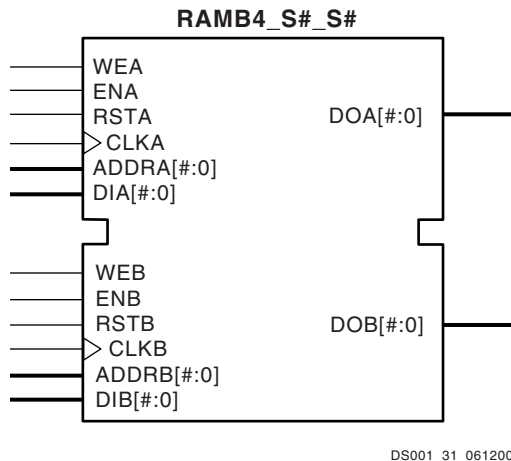 RAMB4_S#_S#
WEA
ENA
RSTA
DOA[#:0]
CLKA
ADDRA[#:0]
DIA[#:0]
WEB
ENB
RSTB
DOB[#:0]
CLKB
ADDRB[#:0]
DIB[#:0]
DS001_31_061200